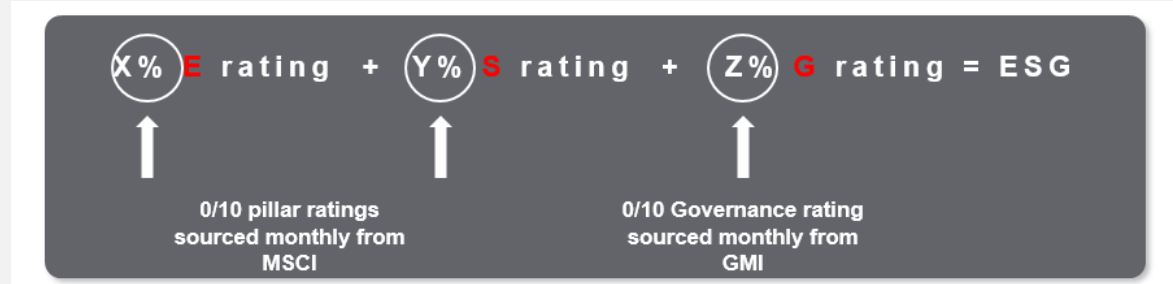 X% E rating + Y% S rating + Z% G rating = ESG
0/10 pillar ratings
sourced monthly from
MSCI
0/10 Governance rating
sourced monthly from
GMI